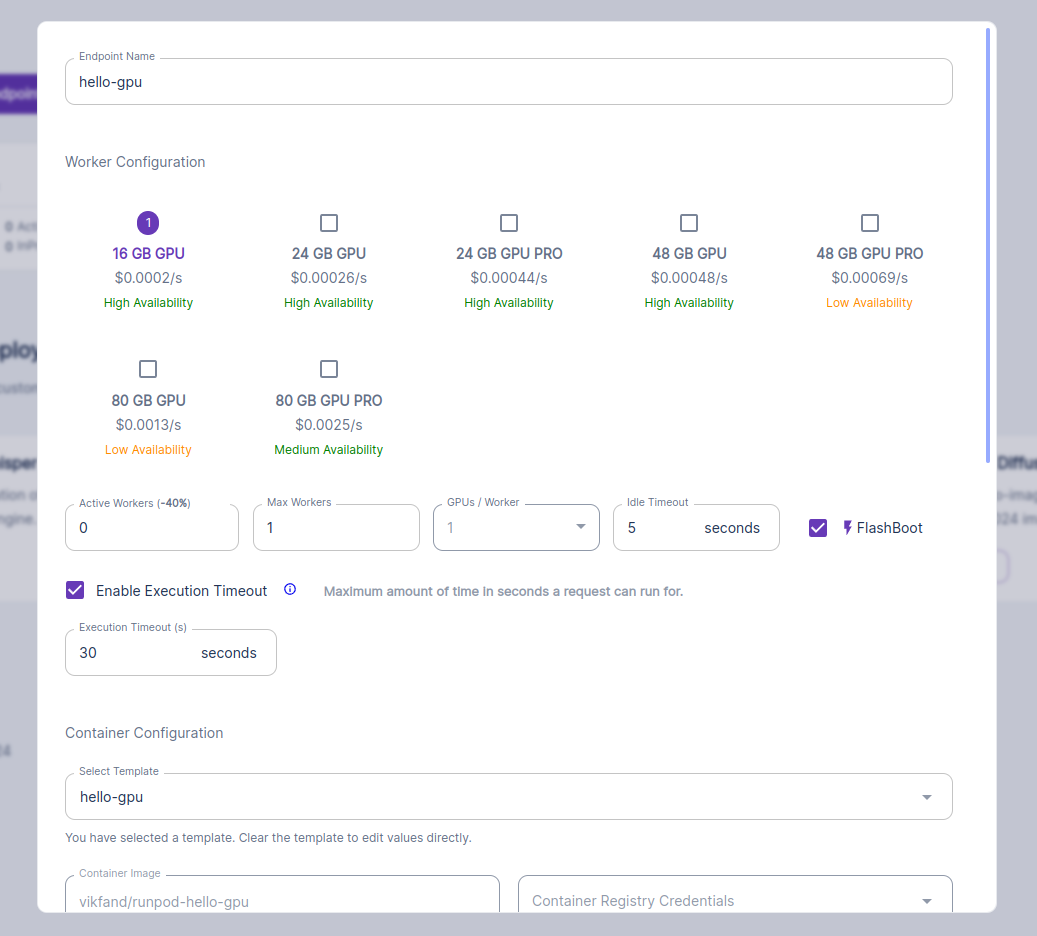 Endpoint Name
hello-gpu
Worker Configuration
1
16 GB GPU
$0.0002/s
High Availability
24 GB GPU
$0.00026/s
High Availability
24 GB GPU PRO
$0.00044/s
High Availability
48 GB GPU
$0.00048/s
High Availability
48 GB GPU PRO
$0.00069/s
Low Availability
80 GB GPU
$0.0013/s
Low Availability
80 GB GPU PRO
$0.0025/s
Medium Availability
Active Workers (-40%)
0
Max Workers
1
GPUs / Worker
1
Idle Timeout
5 seconds
FlashBoot
Enable Execution Timeout
Maximum amount of time in seconds a request can run for.
Execution Timeout (s)
30 seconds
Container Configuration
Select Template
hello-gpu
You have selected a template. Clear the template to edit values directly.
Container Image
vikfand/runpod-hello-gpu
Container Registry Credentials